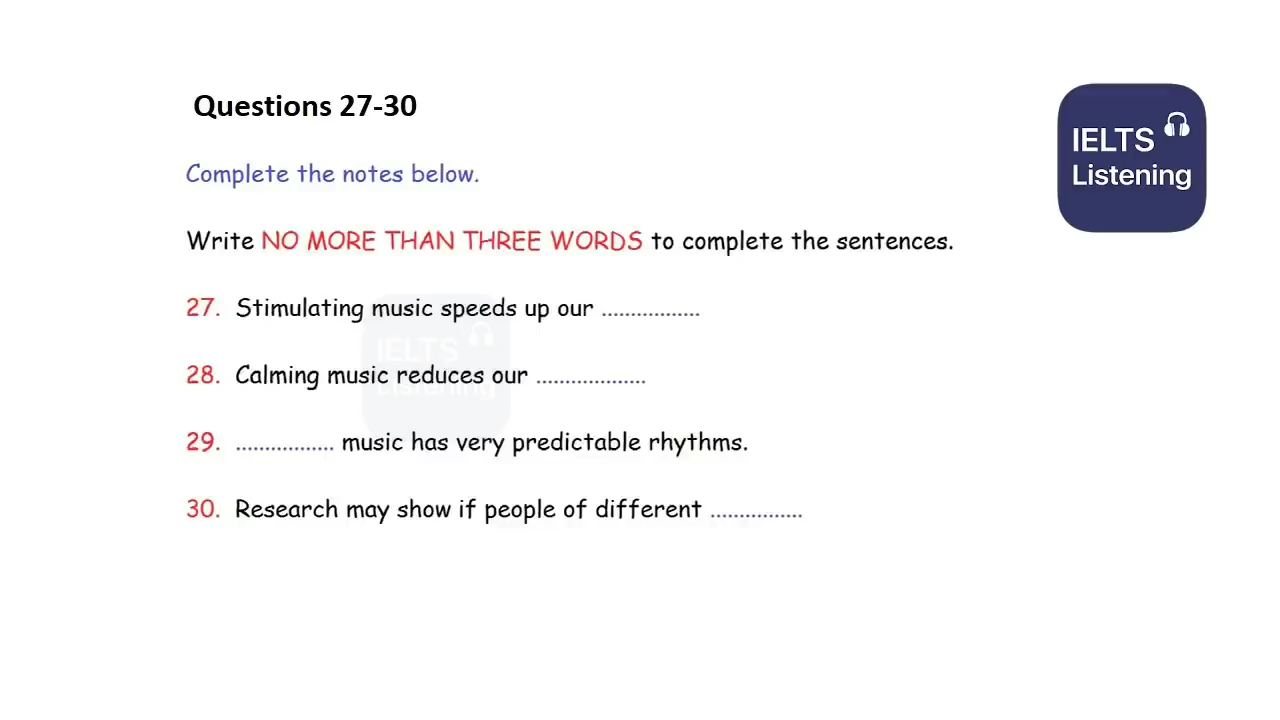 Questions 27-30
IELTS
Listening
Complete the notes below.
Write NO MORE THAN THREE WORDS to complete the sentences.
27. Stimulating music speeds up our .................
28. Calming music reduces our ...................
IELTS
Listening
29. ................. music has very predictable rhythms.
30. Research may show if people of different ................